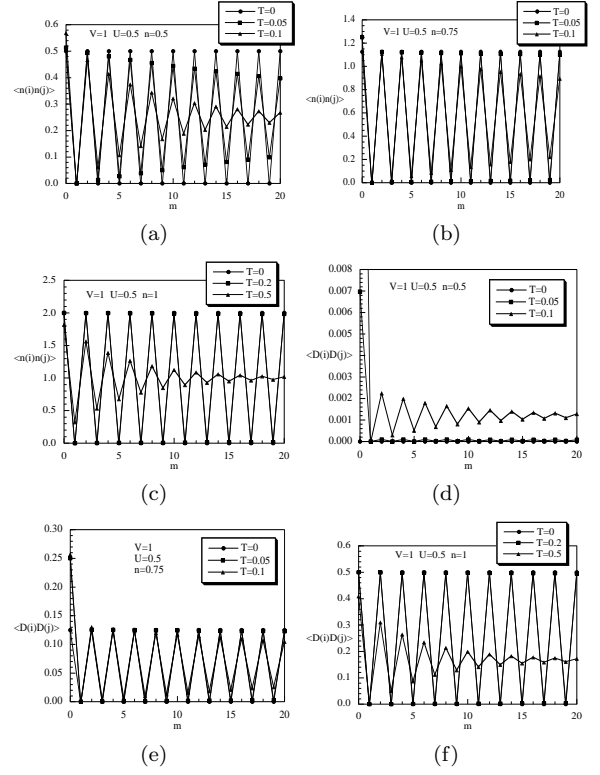 V=1 U=0.5 n=0.5
T=0
T=0.05
T=0.1
<n(i)n(j)>
0.6
0.5
0.4
0.3
0.2
0.1
0.0
0 5 10 15 20
m
(a)
V=1 U=0.5 n=0.75
T=0
T=0.05
T=0.1
<n(i)n(j)>
1.4
1.2
1.0
0.8
0.6
0.4
0.2
0.0
0 5 10 15 20
m
(b)
V=1 U=0.5 n=1
T=0
T=0.2
T=0.5
<n(i)n(j)>
2.5
2.0
1.5
1.0
0.5
0.0
0 5 10 15 20
m
(c)
V=1 U=0.5 n=0.5
T=0
T=0.05
T=0.1
<D(i)D(j)>
0.008
0.007
0.006
0.005
0.004
0.003
0.002
0.001
0.000
0 5 10 15 20
m
(d)
V=1
U=0.5
n=0.75
T=0
T=0.05
T=0.1
<D(i)D(j)>
0.30
0.25
0.20
0.15
0.10
0.05
0.00
0 5 10 15 20
m
(e)
V=1 U=0.5 n=1
T=0
T=0.2
T=0.5
<D(i)D(j)>
0.6
0.5
0.4
0.3
0.2
0.1
0.0
0 5 10 15 20
m
(f)